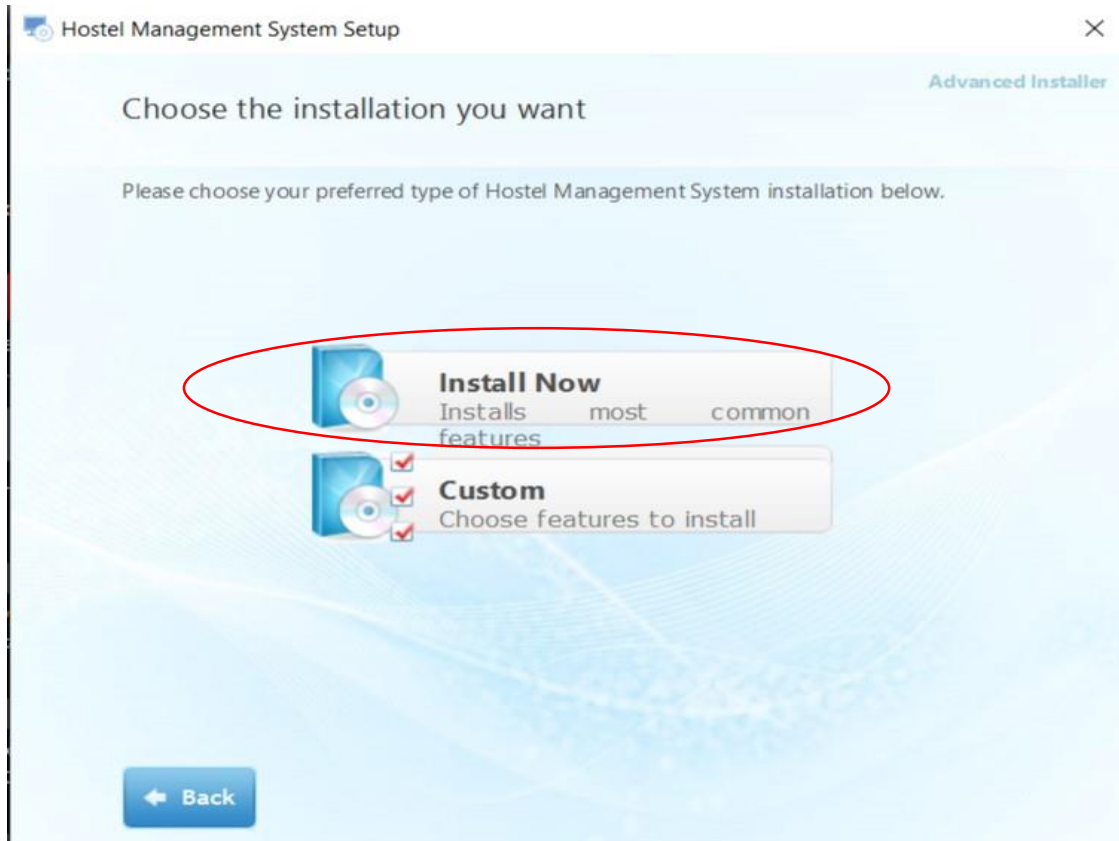 Hostel Management System Setup
Advanced Installer
Choose the installation you want
Please choose your preferred type of Hostel Management System installation below.
Install Now
Installs most common
features
Custom
Choose features to install
Back